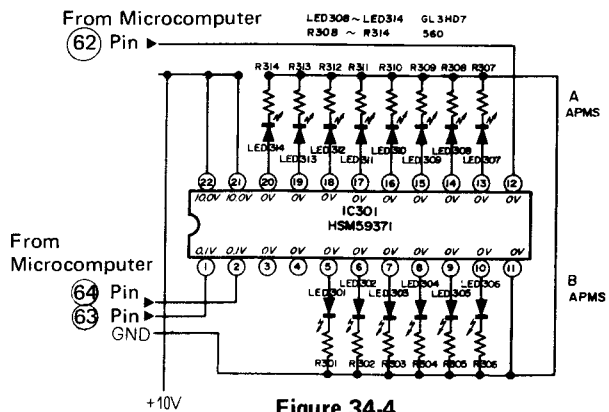 From Microcomputer
62 Pin
LED308~LED314 GL3HD7
R308 ~ R314 560
R314 R313 R312 R311 R310 R309 R308 R307
A
APMS
LED314 LED313 LED312 LED311 LED310 LED309 LED308 LED307
22 21 20 19 18 17 16 15 14 13 12
10.0V 10.0V 0V 0V 0V 0V 0V 0V 0V 0V 0V
IC301
HSM59371
0.1V 0.1V 0V 0V 0V 0V 0V 0V 0V 0V 0V
1 2 3 4 5 6 7 8 9 10 11
From
Microcomputer
64 Pin
63 Pin
GND
LED301 LED302 LED303 LED304 LED305 LED306
B
APMS
R301 R302 R303 R304 R305 R306
+10V
Figure 34-4